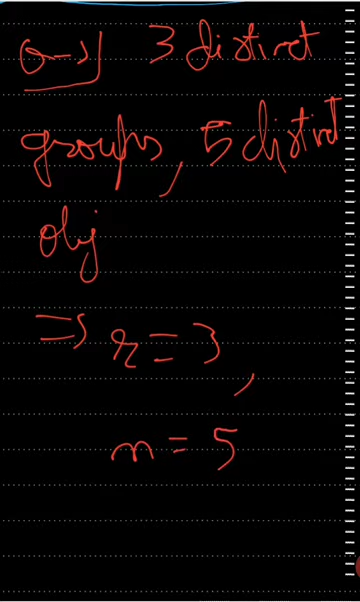 Q→1 3 distinct
groups, 5 distinct
obj
⇒ r = 3,
n = 5